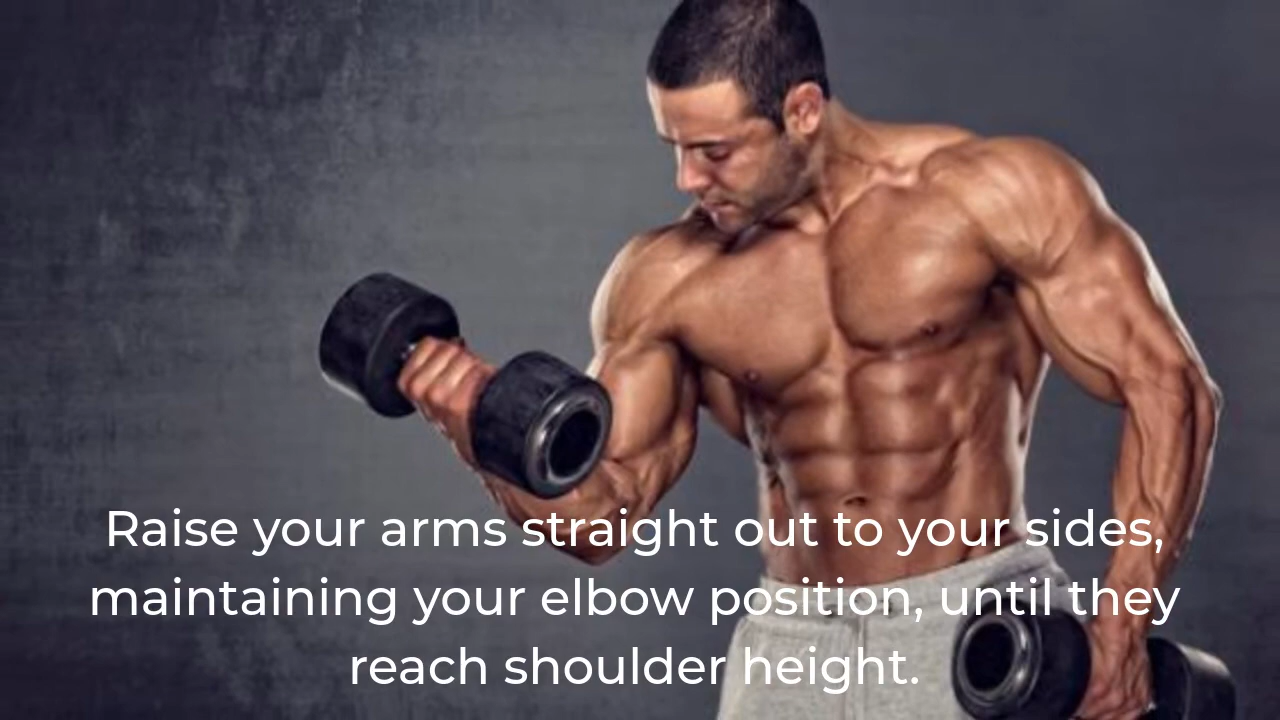 Raise your arms straight out to your sides,
maintaining your elbow position, until they
reach shoulder height.